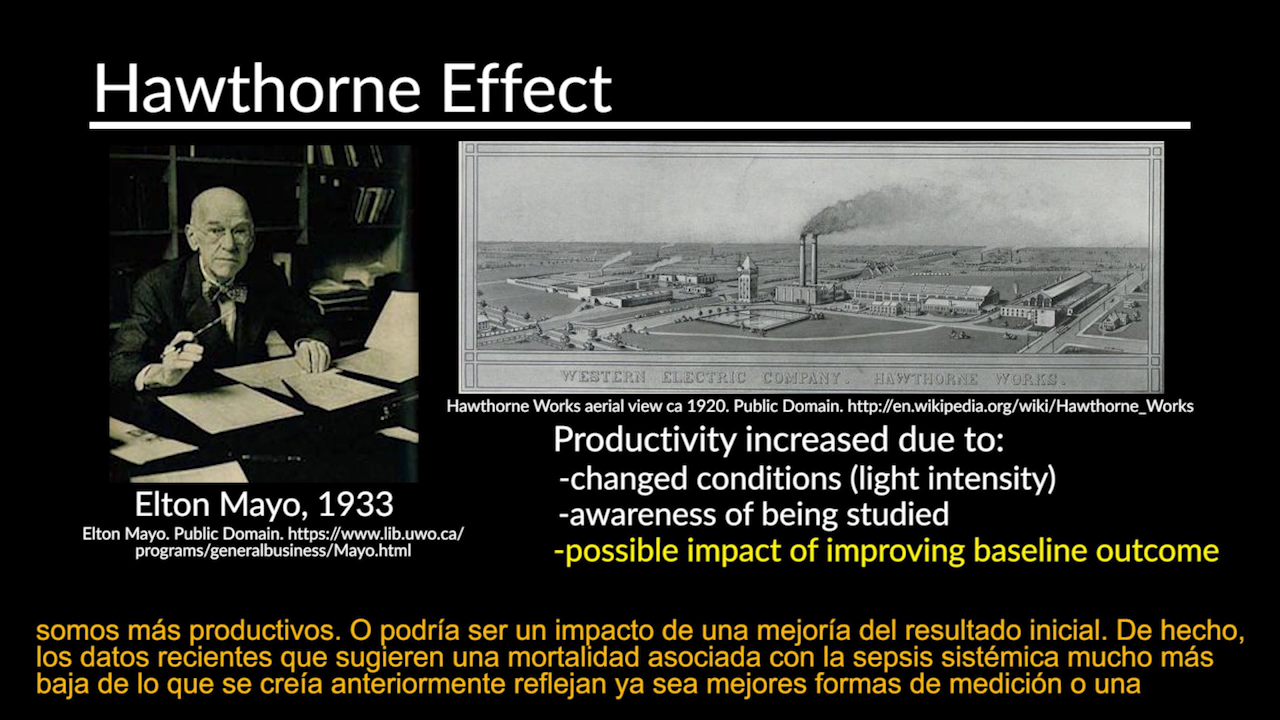 Hawthorne Effect
WESTERN ELECTRIC COMPANY. HAWTHORNE WORKS.
Hawthorne Works aerial view ca 1920. Public Domain. http://en.wikipedia.org/wiki/Hawthorne_Works
Productivity increased due to:
-changed conditions (light intensity)
-awareness of being studied
-possible impact of improving baseline outcome
Elton Mayo, 1933
Elton Mayo. Public Domain. https://www.lib.uwo.ca/
programs/generalbusiness/Mayo.html
somos más productivos. O podría ser un impacto de una mejoría del resultado inicial. De hecho,
los datos recientes que sugieren una mortalidad asociada con la sepsis sistémica mucho más
baja de lo que se creía anteriormente reflejan ya sea mejores formas de medición o una